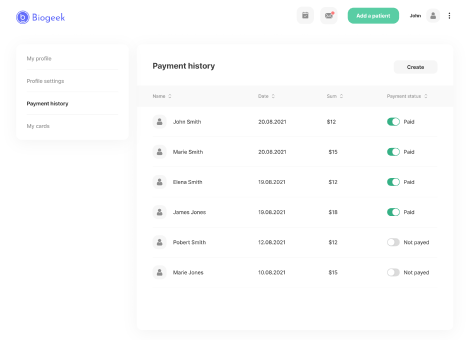 Biogeek
Add a patient
John
My profile
Profile settings
Payment history
My cards
Payment history
Create
Name Date Sum Payment status
John Smith 20.08.2021 $12 Paid
Marie Smith 20.08.2021 $15 Paid
Elena Smith 19.08.2021 $12 Paid
James Jones 19.08.2021 $18 Paid
Pobert Smith 12.08.2021 $12 Not payed
Marie Jones 10.08.2021 $15 Not payed